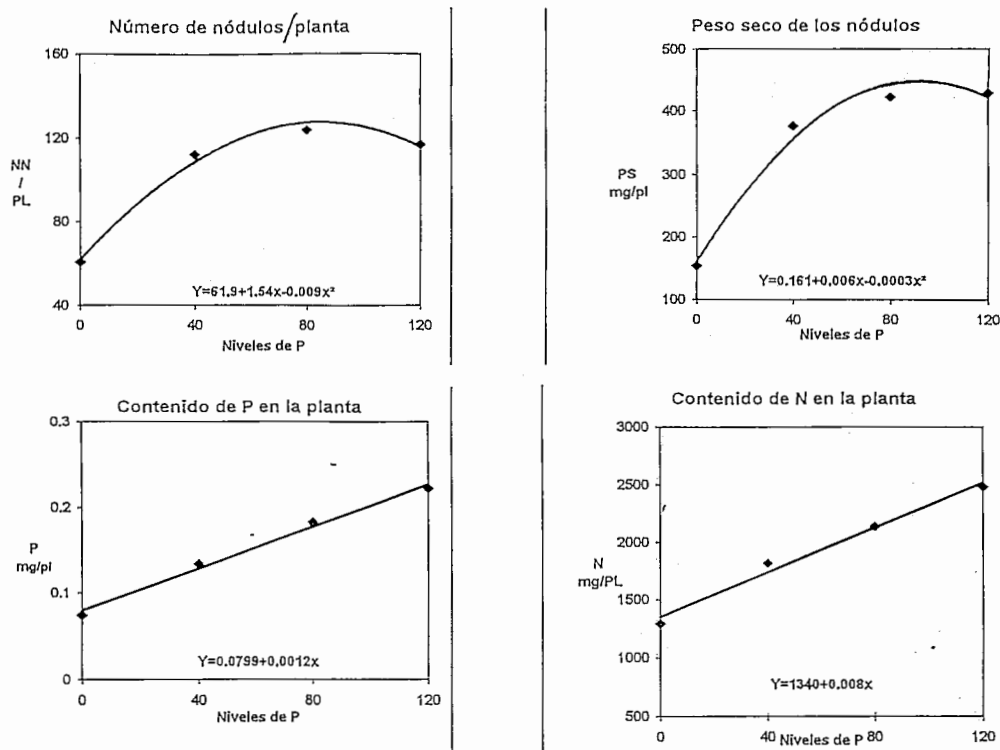 Número de nódulos/planta
160
120
80
40
NN
/
PL
Y=61.9+1.54x-0.009x²
0 40 80 120
Niveles de P
Peso seco de los nódulos
500
400
300
200
100
PS
mg/pl
Y=0.161+0.006x-0.0003x²
0 40 80 120
Niveles de P
Contenido de P en la planta
0.3
0.2
0.1
0
P
mg/pl
Y=0.0799+0.0012x
0 40 80 120
Niveles de P
Contenido de N en la planta
3000
2500
2000
1500
1000
500
N
mg/PL
Y=1340+0.008x
0 40 80 120
Niveles de P